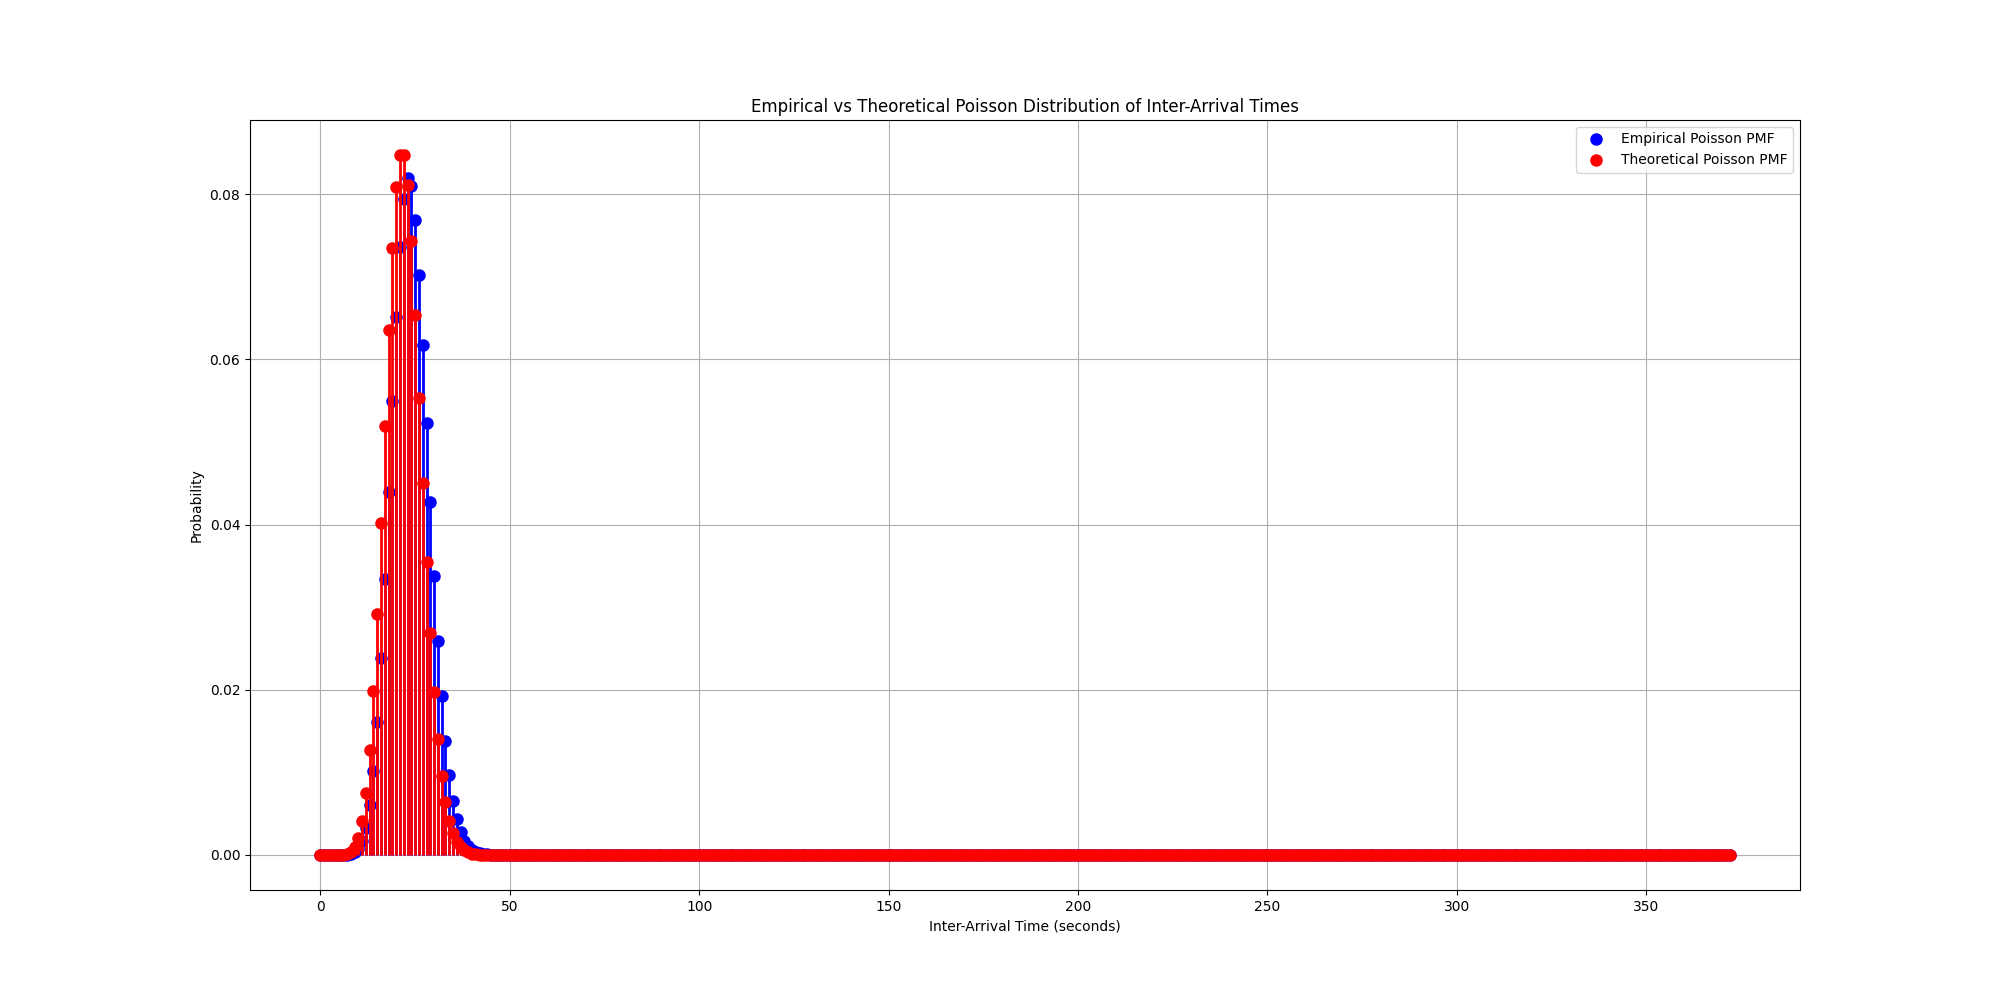 Empirical vs Theoretical Poisson Distribution of Inter-Arrival Times
Empirical Poisson PMF
Theoretical Poisson PMF
Probability
0.08
0.06
0.04
0.02
0.00
0 50 100 150 200 250 300 350
Inter-Arrival Time (seconds)